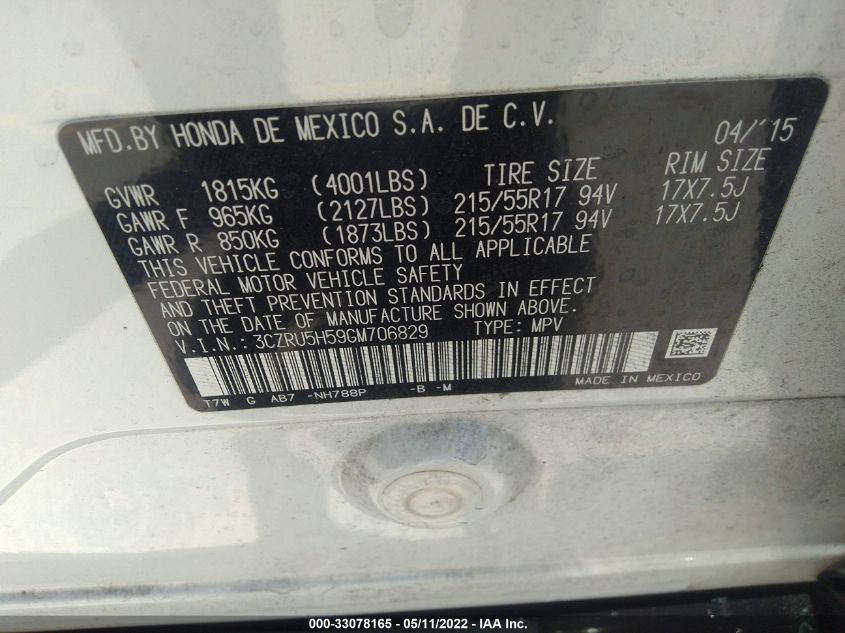 MFD.BY HONDA DE MEXICO S.A. DE C.V. 04/'15
GVWR 1815KG (4001LBS) TIRE SIZE RIM SIZE
GAWR F 965KG (2127LBS) 215/55R17 94V 17X7.5J
GAWR R 850KG (1873LBS) 215/55R17 94V 17X7.5J
THIS VEHICLE CONFORMS TO ALL APPLICABLE
FEDERAL MOTOR VEHICLE SAFETY
AND THEFT PREVENTION STANDARDS IN EFFECT
ON THE DATE OF MANUFACTURE SHOWN ABOVE.
V.I.N.: 3CZRU5H59GM706829 TYPE: MPV
T7W G AB7 -NH788P -B -M MADE IN MEXICO
000-33078165 - 05/11/2022 - IAA Inc.